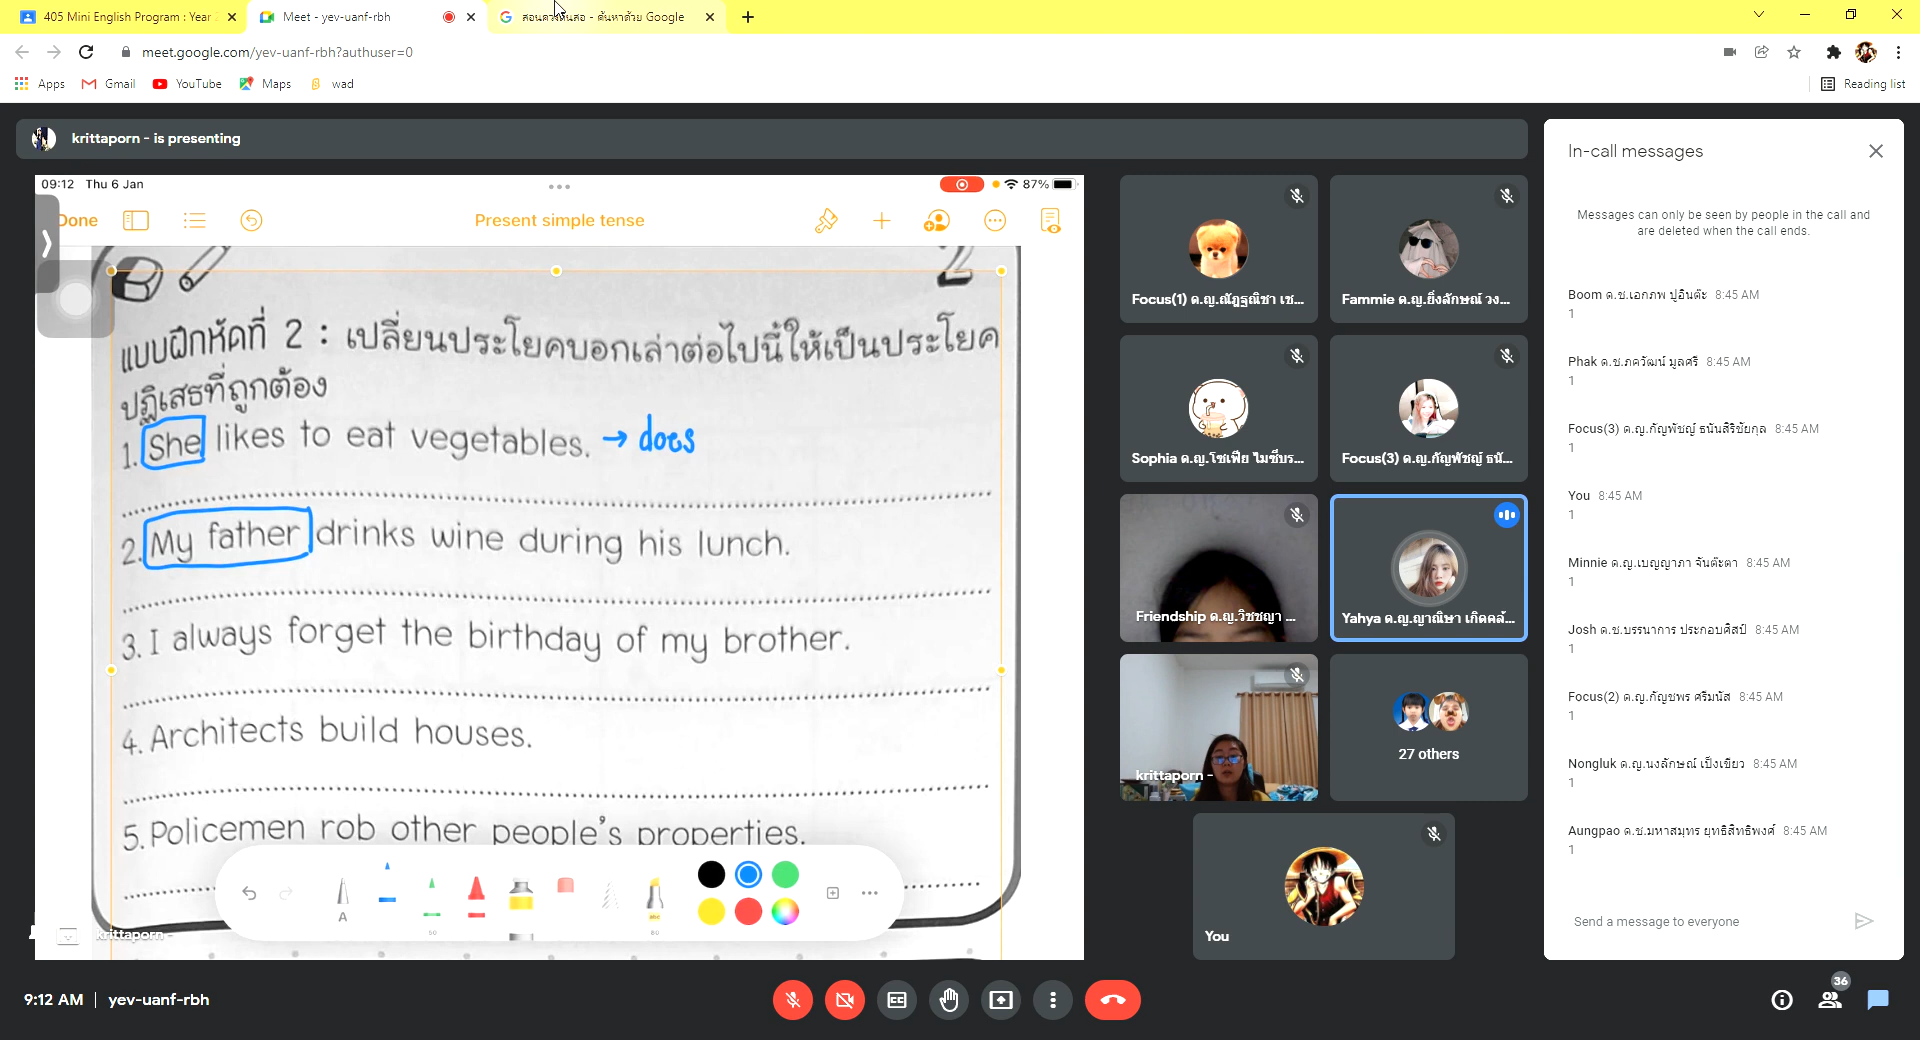 405 Mini English Program : Year
Meet - yev-uanf-rbh
สอนดวงดินสอ - ค้นหาด้วย Google
meet.google.com/yev-uanf-rbh?authuser=0
Apps
Gmail
YouTube
Maps
wad
Reading list
krittaporn - is presenting
09:12 Thu 6 Jan
87%
Done
Present simple tense
2
แบบฝึกหัดที่ 2 : เปลี่ยนประโยคบอกเล่าต่อไปนี้ให้เป็นประโยค
ปฏิเสธที่ถูกต้อง
1. She likes to eat vegetables. → does
2. My father drinks wine during his lunch.
3. I always forget the birthday of my brother.
4. Architects build houses.
5. Policemen rob other people's properties.
A
50
80
krittaporn -
Focus(1) ด.ญ.ณัฏฐณิชา เช...
Fammie ด.ญ.ยิ่งลักษณ์ วง...
Sophia ด.ญ.โซเฟีย ไมซึ่บร...
Focus(3) ด.ญ.กัญพัชญ์ ธนั...
Friendship ด.ญ.วิชชญา ...
Yahya ด.ญ.ญาณิษา เกิดคล้...
krittaporn -
27 others
You
In-call messages
Messages can only be seen by people in the call and
are deleted when the call ends.
Boom ด.ช.เอกภพ ปูอินต๊ะ 8:45 AM
1
Phak ด.ช.ภควัฒน์ มูลศรี 8:45 AM
1
Focus(3) ด.ญ.กัญพัชญ์ ธนันสิริชัยกุล 8:45 AM
1
You 8:45 AM
1
Minnie ด.ญ.เบญญาภา จันต๊ะตา 8:45 AM
1
Josh ด.ช.บรรนาการ ประกอบศิลป์ 8:45 AM
1
Focus(2) ด.ญ.กัญชพร ศริมนัส 8:45 AM
1
Nongluk ด.ญ.นงลักษณ์ เป็งเขียว 8:45 AM
1
Aungpao ด.ช.มหาสมุทร ยุทธิสิทธิพงศ์ 8:45 AM
1
Send a message to everyone
9:12 AM | yev-uanf-rbh
36